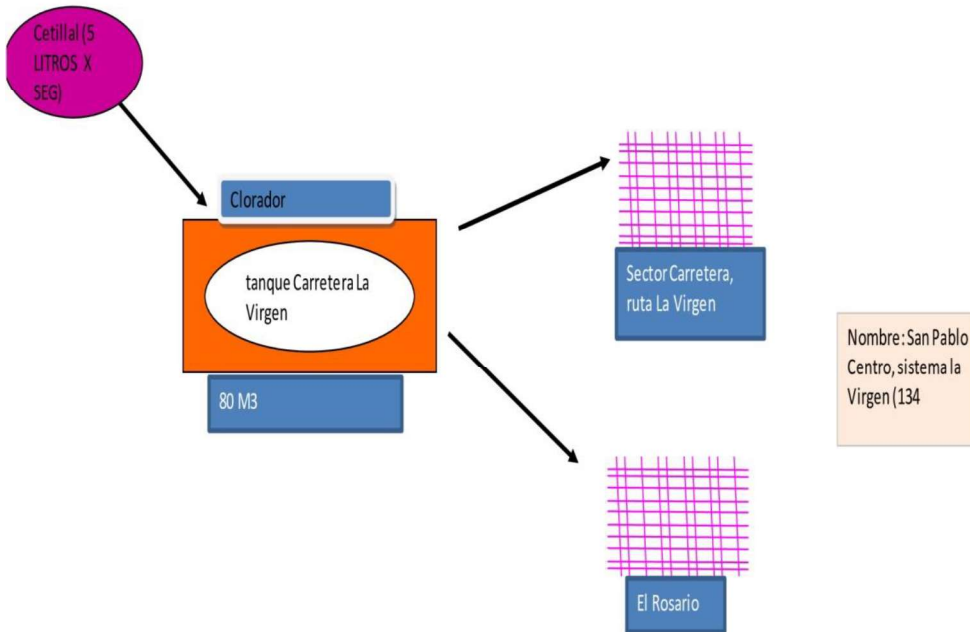 Cetillal (5
LITROS X
SEG)
Clorador
tanque Carretera La
Virgen
80 M3
Sector Carretera,
ruta La Virgen
Nombre: San Pablo
Centro, sistema la
Virgen (134
El Rosario